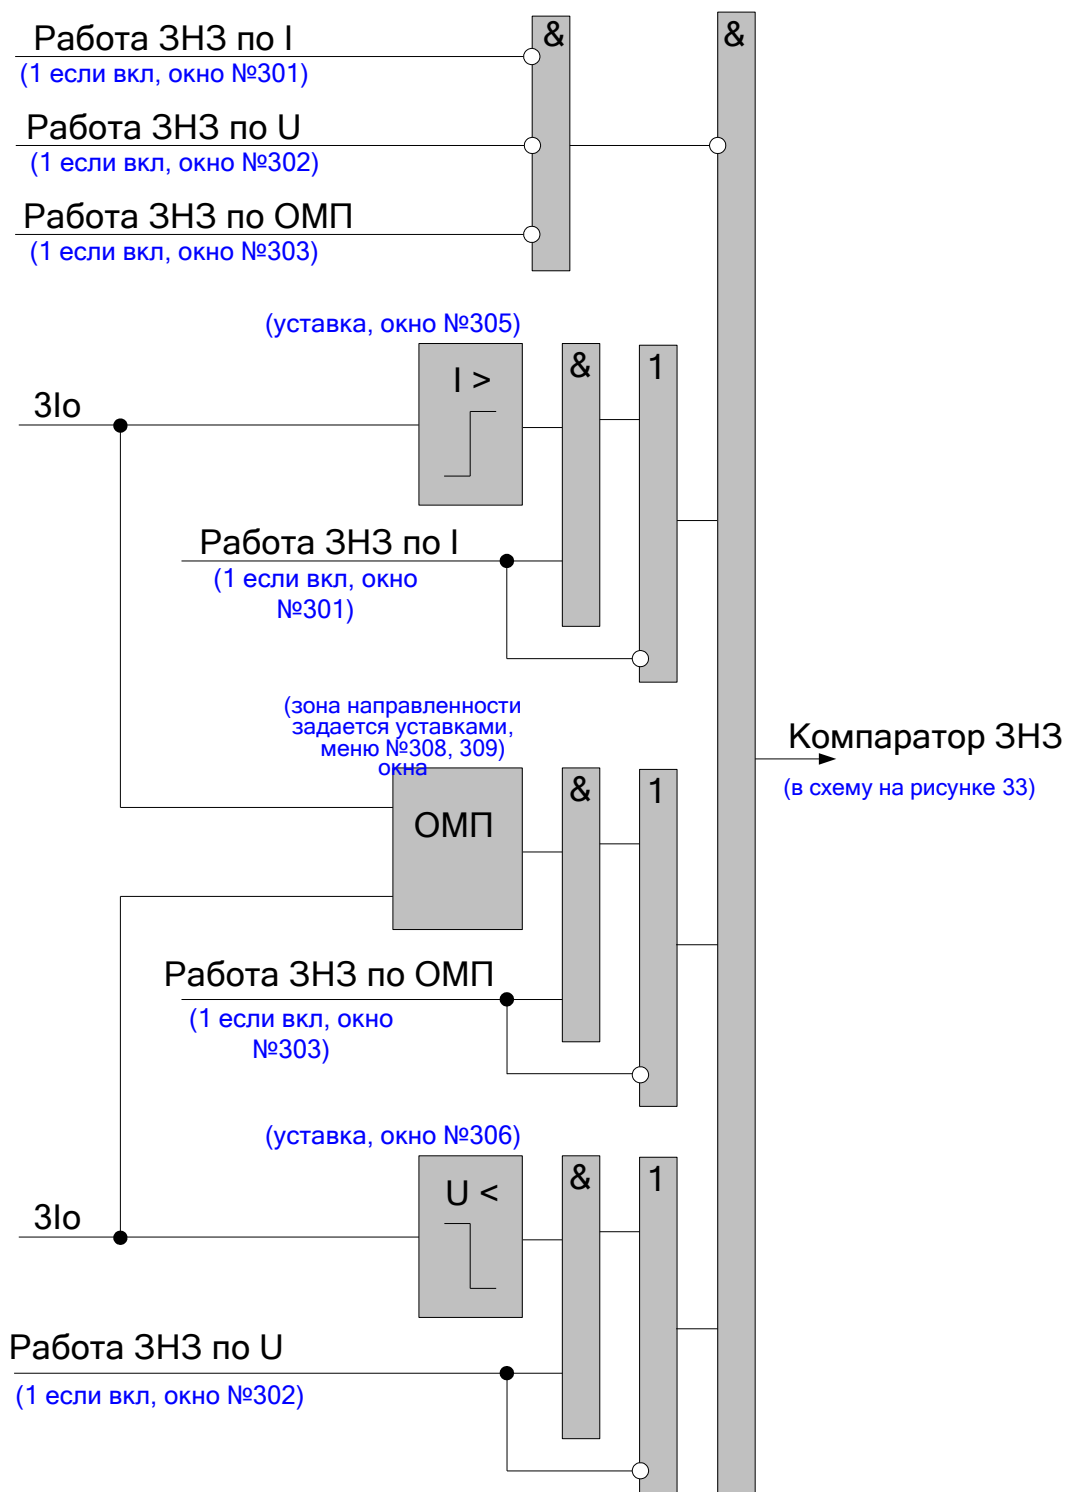 Работа ЗНЗ по I
(1 если вкл, окно №301)
Работа ЗНЗ по U
(1 если вкл, окно №302)
Работа ЗНЗ по ОМП
(1 если вкл, окно №303)
&
&
(уставка, окно №305)
I >
&
1
3Io
Работа ЗНЗ по I
(1 если вкл, окно
№301)
(зона направленности
задается уставками,
меню №308, 309)
окна
ОМП
&
1
Компаратор ЗНЗ
(в схему на рисунке 33)
Работа ЗНЗ по ОМП
(1 если вкл, окно
№303)
(уставка, окно №306)
U <
&
1
3Io
Работа ЗНЗ по U
(1 если вкл, окно №302)